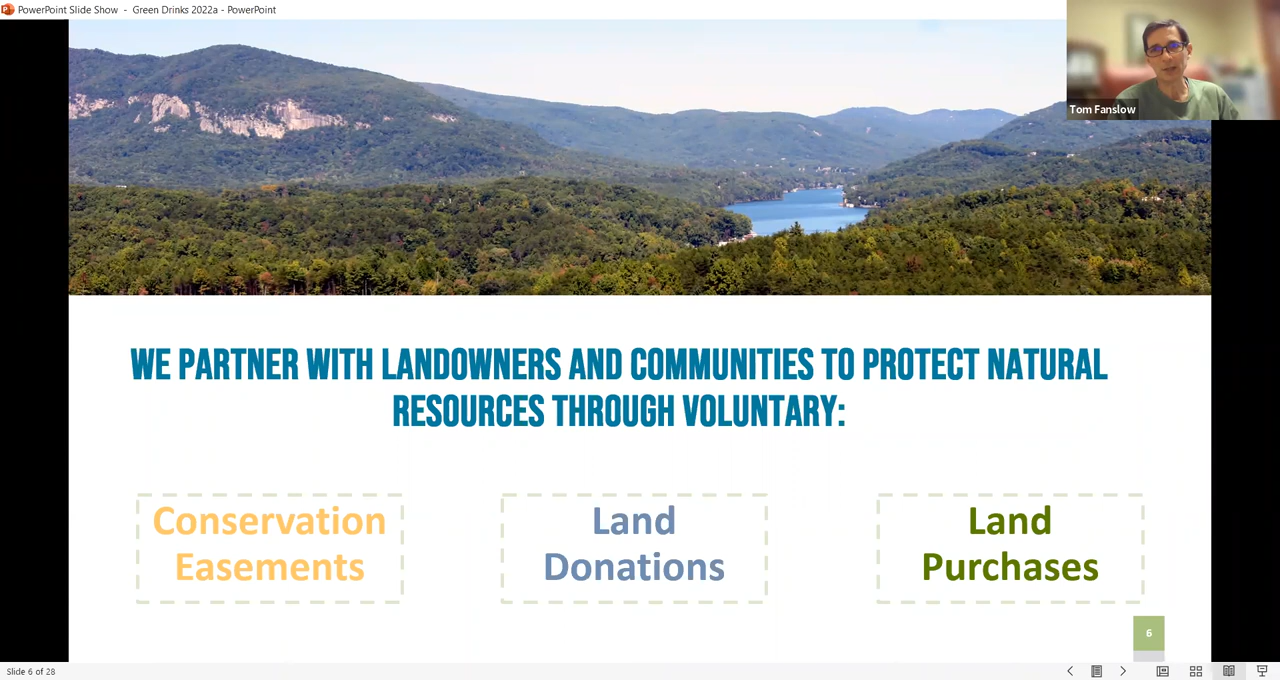 PowerPoint Slide Show - Green Drinks 2022a - PowerPoint
Tom Fanslow
WE PARTNER WITH LANDOWNERS AND COMMUNITIES TO PROTECT NATURAL
RESOURCES THROUGH VOLUNTARY:
Conservation
Easements
Land
Donations
Land
Purchases
6
Slide 6 of 28